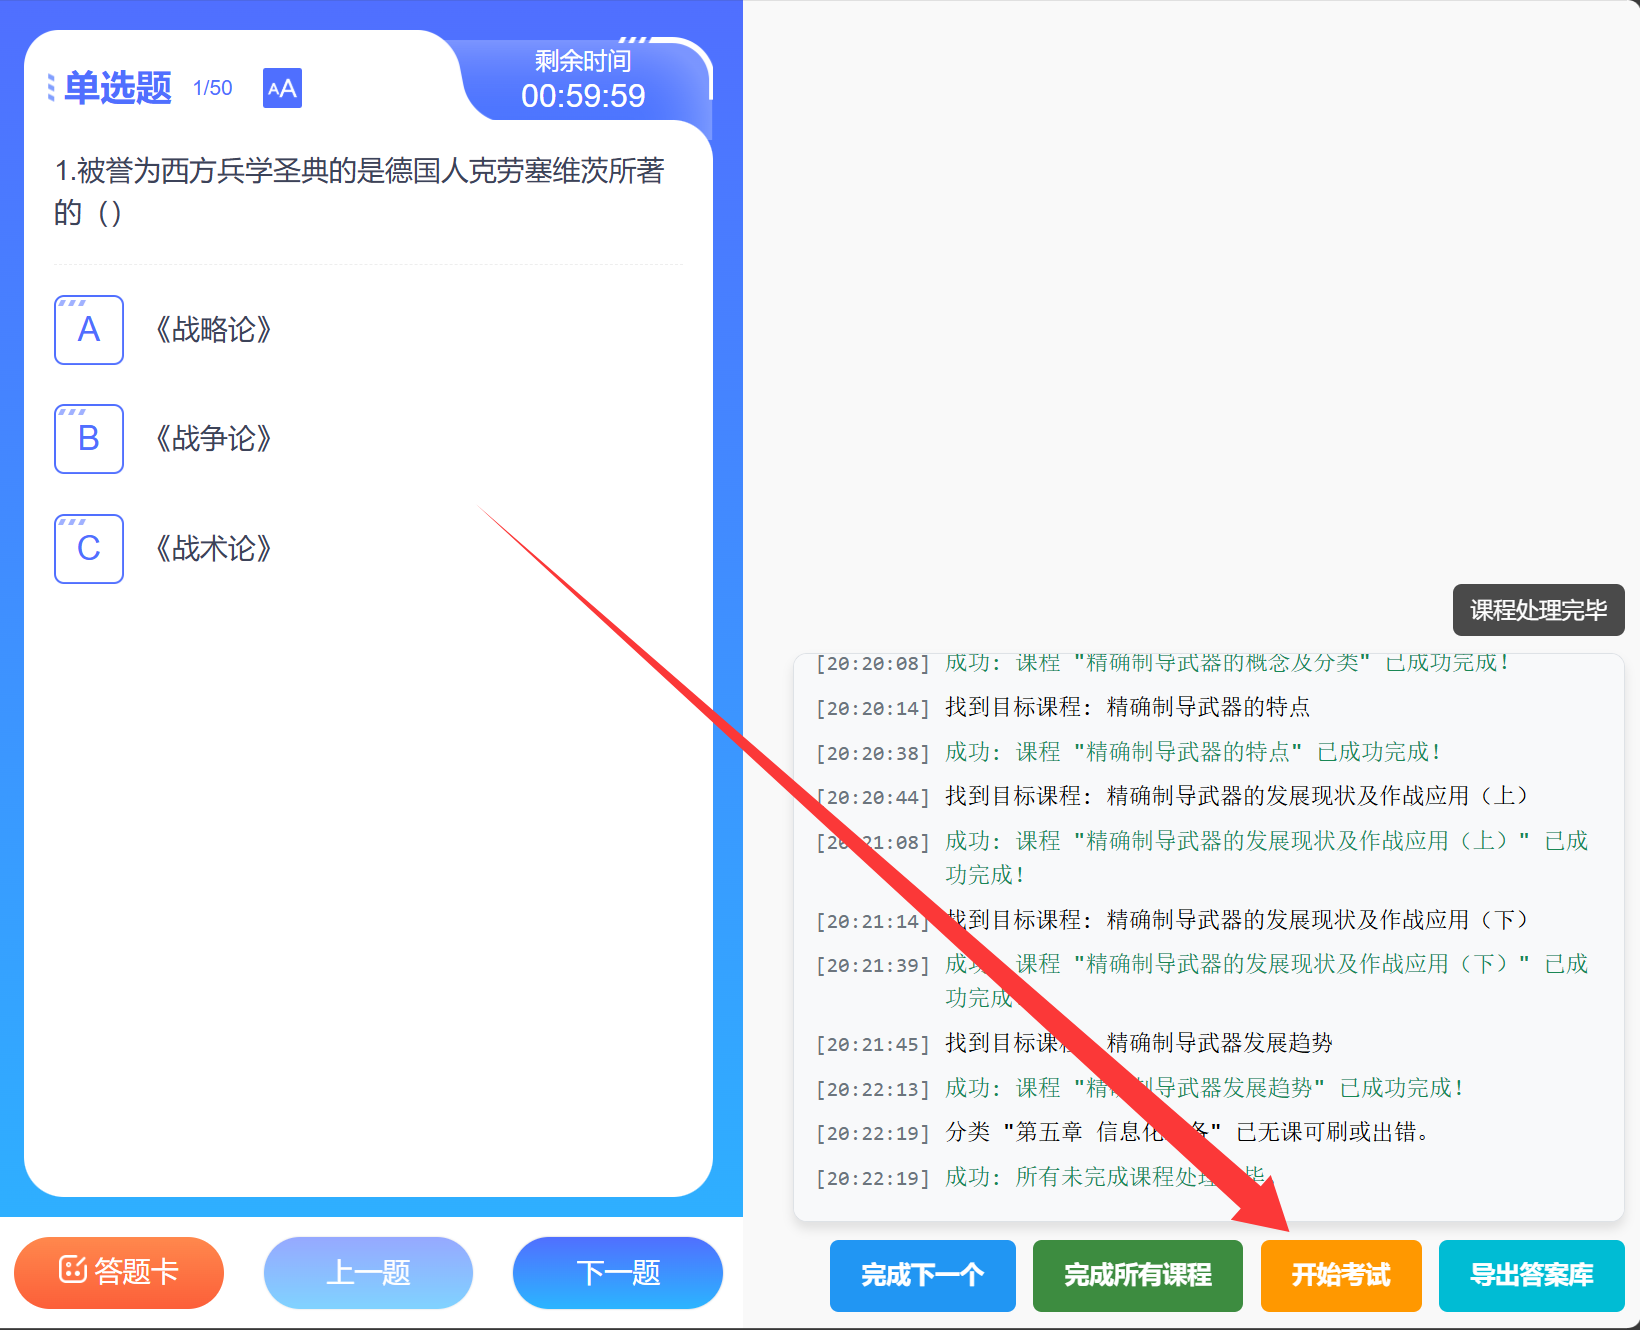 单选题 1/50 AA
剩余时间
00:59:59
1.被誉为西方兵学圣典的是德国人克劳塞维茨所著
的（）
A 《战略论》
B 《战争论》
C 《战术论》
答题卡 上一题 下一题
课程处理完毕
[20:20:08] 成功: 课程 "精确制导武器的概念及分类" 已成功完成!
[20:20:14] 找到目标课程: 精确制导武器的特点
[20:20:38] 成功: 课程 "精确制导武器的特点" 已成功完成!
[20:20:44] 找到目标课程: 精确制导武器的发展现状及作战应用（上）
[20:21:08] 成功: 课程 "精确制导武器的发展现状及作战应用（上）" 已成
功完成!
[20:21:14] 找到目标课程: 精确制导武器的发展现状及作战应用（下）
[20:21:39] 成功: 课程 "精确制导武器的发展现状及作战应用（下）" 已成
功完成
[20:21:45] 找到目标课程 精确制导武器发展趋势
[20:22:13] 成功: 课程 "精确制导武器发展趋势" 已成功完成!
[20:22:19] 分类 "第五章 信息化 备" 已无课可刷或出错。
[20:22:19] 成功: 所有未完成课程处理 毕
完成下一个 完成所有课程 开始考试 导出答案库